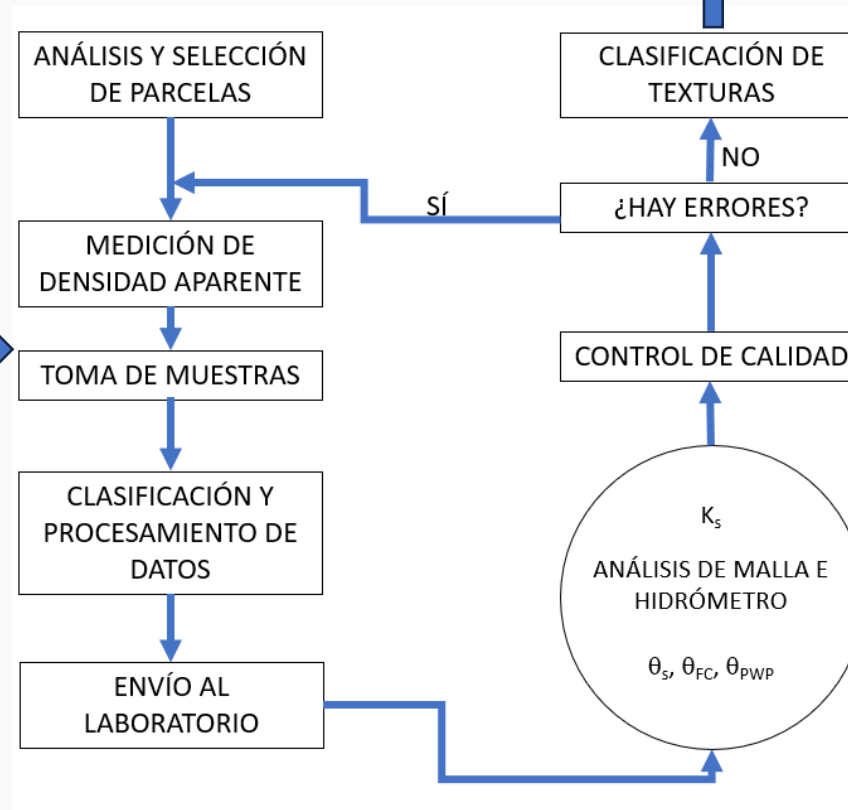 ANÁLISIS Y SELECCIÓN
DE PARCELAS
MEDICIÓN DE
DENSIDAD APARENTE
TOMA DE MUESTRAS
CLASIFICACIÓN Y
PROCESAMIENTO DE
DATOS
ENVÍO AL
LABORATORIO
SÍ
CLASIFICACIÓN DE
TEXTURAS
NO
¿HAY ERRORES?
CONTROL DE CALIDAD
Kₛ
ANÁLISIS DE MALLA E
HIDRÓMETRO
θₛ, θFC, θPWP